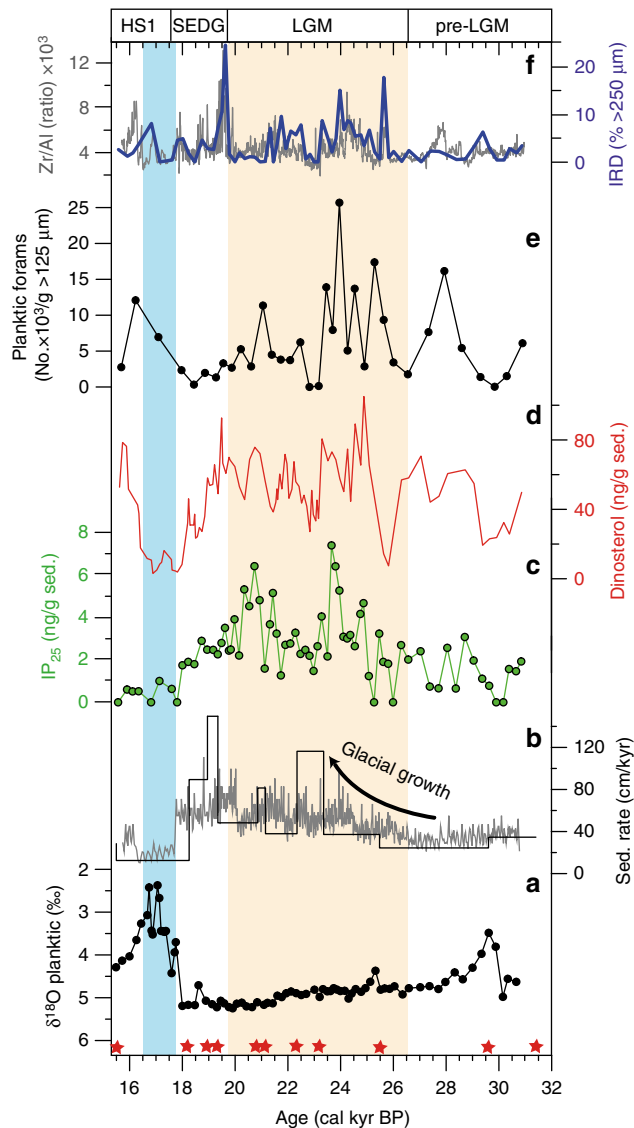 HS1 SEDG LGM pre-LGM
f
Zr/Al (ratio) ×10³
12
8
4
20
10
0
IRD (% >250 μm)
e
Planktic forams
(No.×10³/g >125 μm)
25
20
15
10
5
0
d
80
40
0
Dinosterol (ng/g sed.)
c
IP₂₅ (ng/g sed.)
8
6
4
2
0
b
Glacial growth
120
80
40
0
Sed. rate (cm/kyr)
a
δ¹⁸O planktic (‰)
2
3
4
5
6
16 18 20 22 24 26 28 30 32
Age (cal kyr BP)